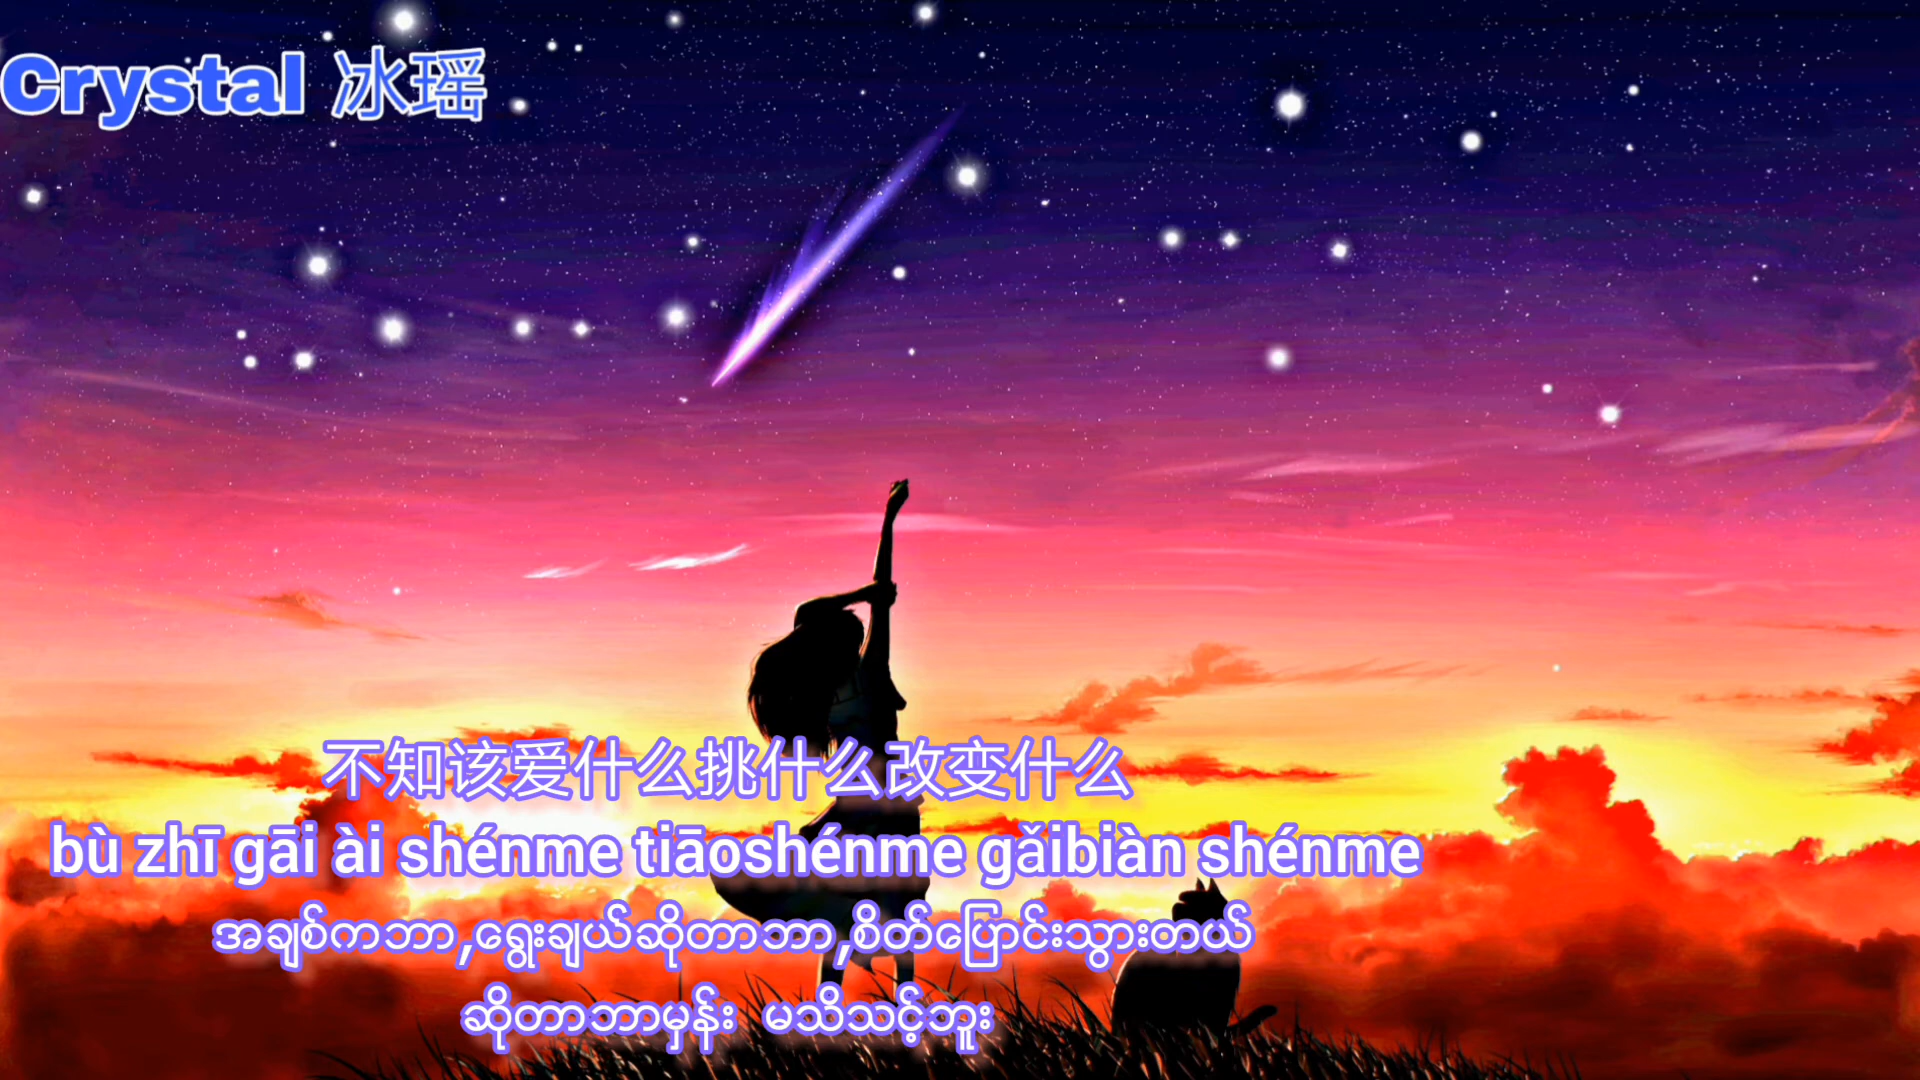 Crystal 冰瑶
不知该爱什么挑什么改变什么
bù zhī gāi ài shénme tiāoshénme gǎibiàn shénme
အချစ်ကဘာ,ရွေးချယ်ဆိုတာဘာ,စိတ်ပြောင်းသွားတယ်
ဆိုတာဘာမှန်း မသိသင့်ဘူး